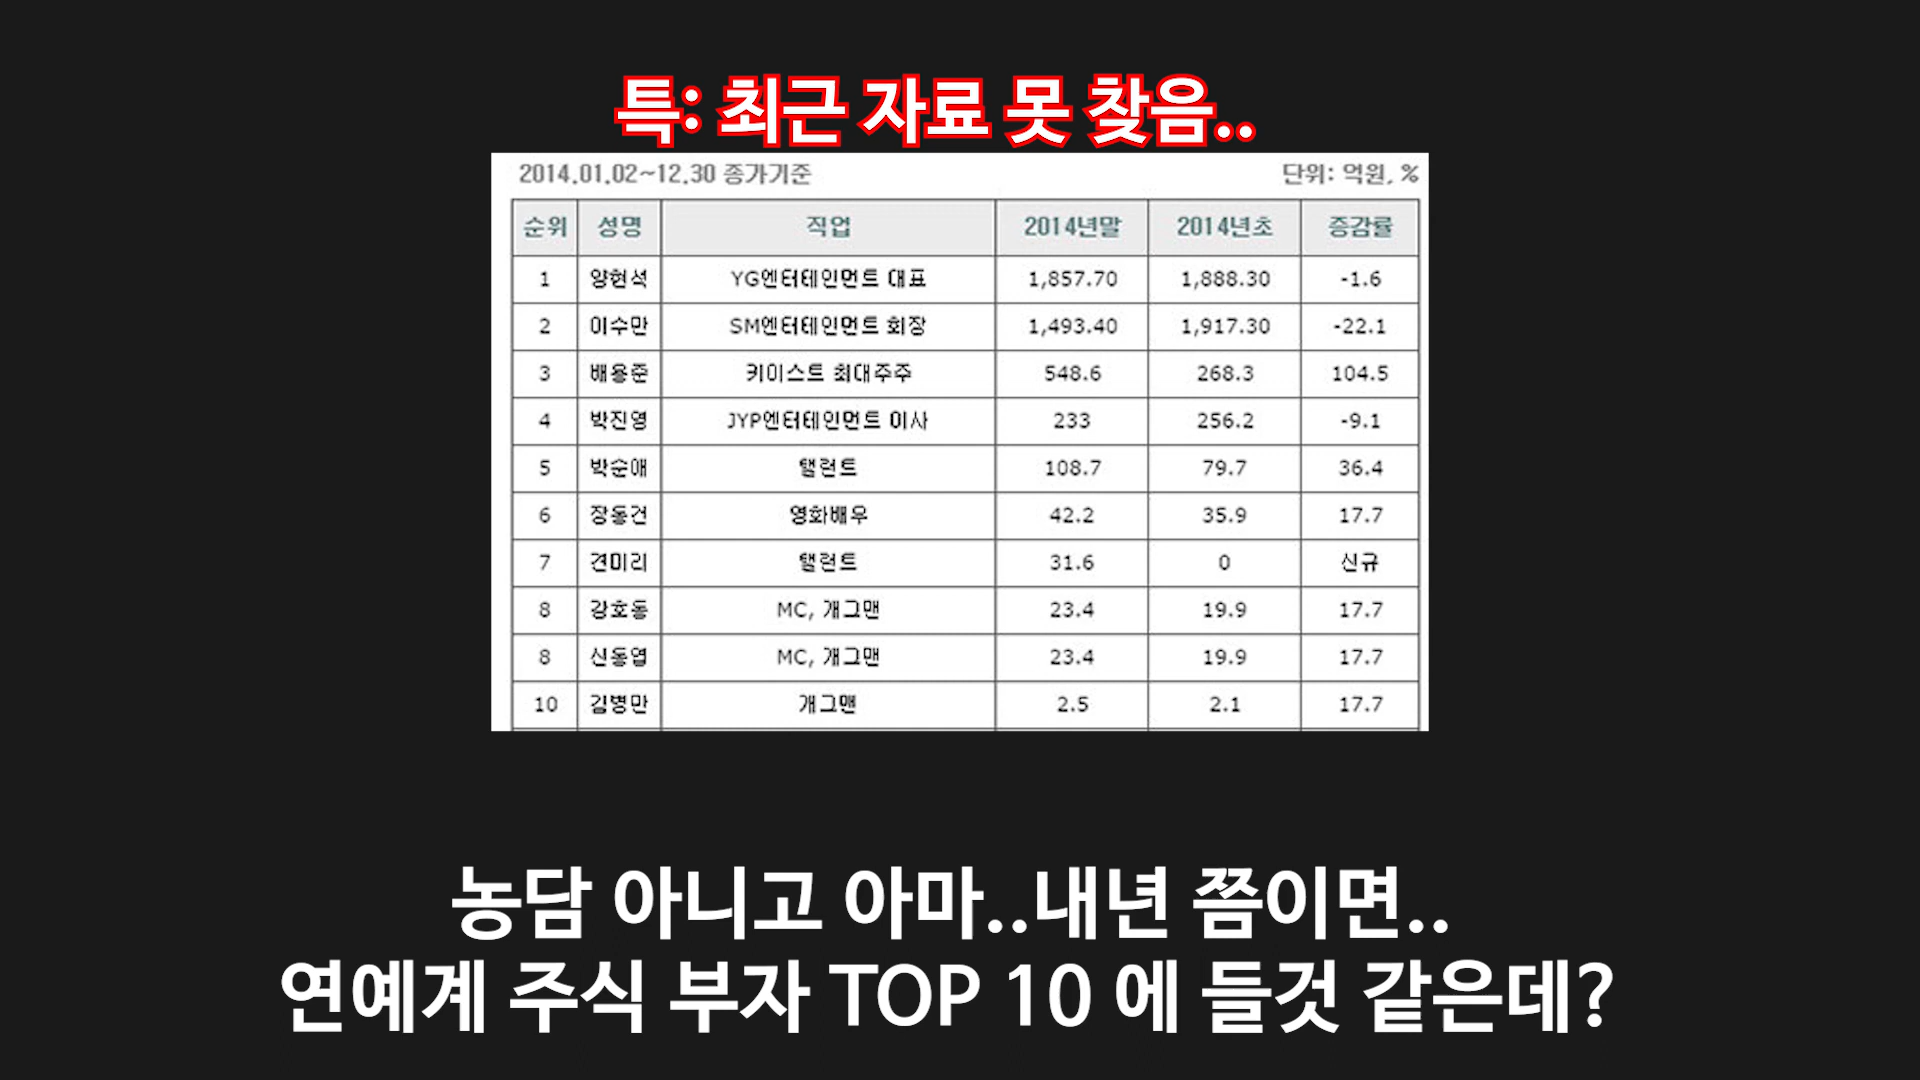 특: 최근 자료 못 찾음..
2014.01.02~12.30 종가기준 단위: 억원, %
순위 성명 직업 2014년말 2014년초 증감률
1 양현석 YG엔터테인먼트 대표 1,857.70 1,888.30 -1.6
2 이수만 SM엔터테인먼트 회장 1,493.40 1,917.30 -22.1
3 배용준 키이스트 최대주주 548.6 268.3 104.5
4 박진영 JYP엔터테인먼트 이사 233 256.2 -9.1
5 박순애 탤런트 108.7 79.7 36.4
6 장동건 영화배우 42.2 35.9 17.7
7 견미리 탤런트 31.6 0 신규
8 강호동 MC, 개그맨 23.4 19.9 17.7
8 신동엽 MC, 개그맨 23.4 19.9 17.7
10 김병만 개그맨 2.5 2.1 17.7
농담 아니고 아마..내년 쯤이면..
연예계 주식 부자 TOP 10 에 들것 같은데?